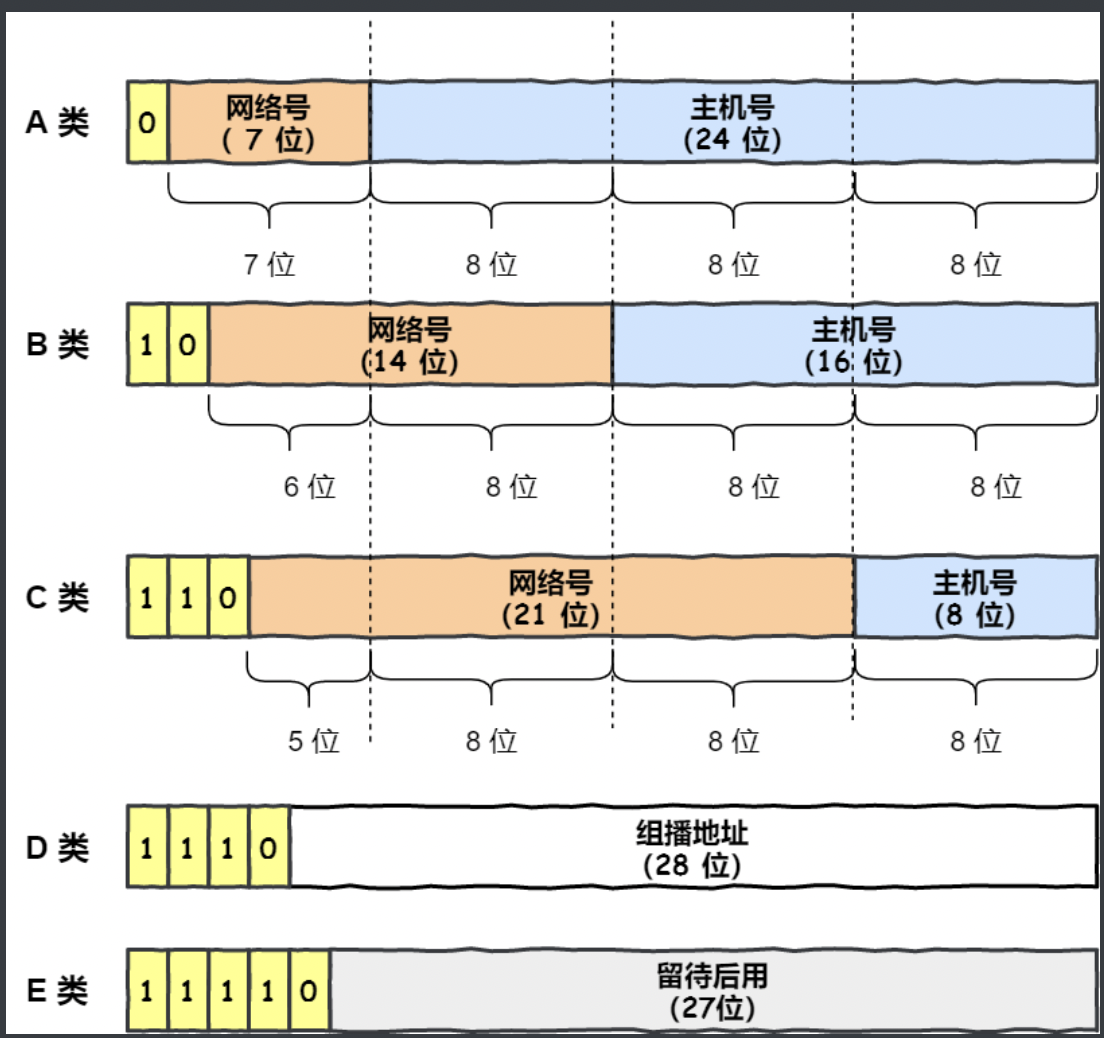 A 类
0
网络号
( 7 位)
主机号
(24 位)
7 位
8 位
8 位
8 位
B 类
1 0
网络号
(14 位)
主机号
(16 位)
6 位
8 位
8 位
8 位
C 类
1 1 0
网络号
(21 位)
主机号
(8 位)
5 位
8 位
8 位
8 位
D 类
1 1 1 0
组播地址
(28 位)
E 类
1 1 1 1 0
留待后用
(27位)